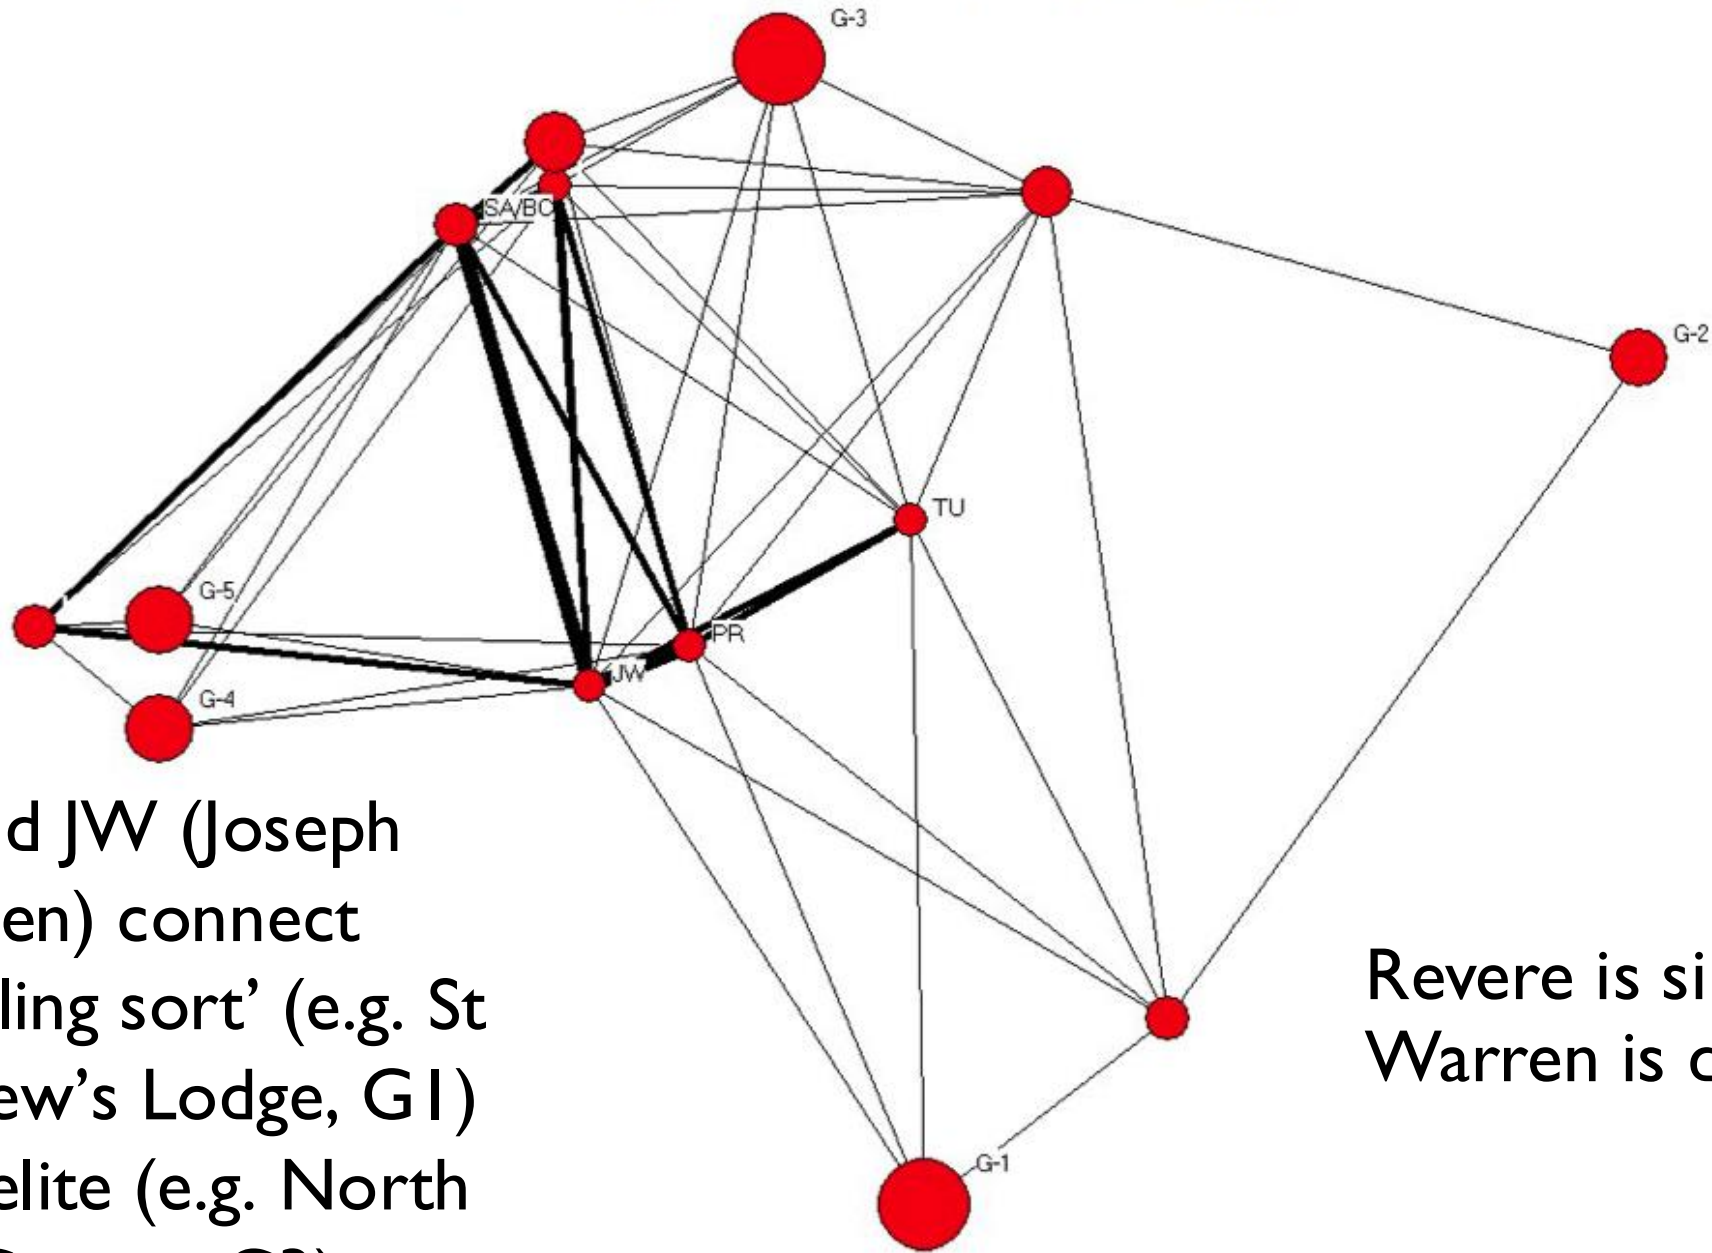 G-3
SA/BC
G-2
TU
G-5
PR
JW
G-4
d JW (Joseph
en) connect
ling sort’ (e.g. St
Revere is si
Warren is
ew’s Lodge, G1)
G-1
elite (e.g. North